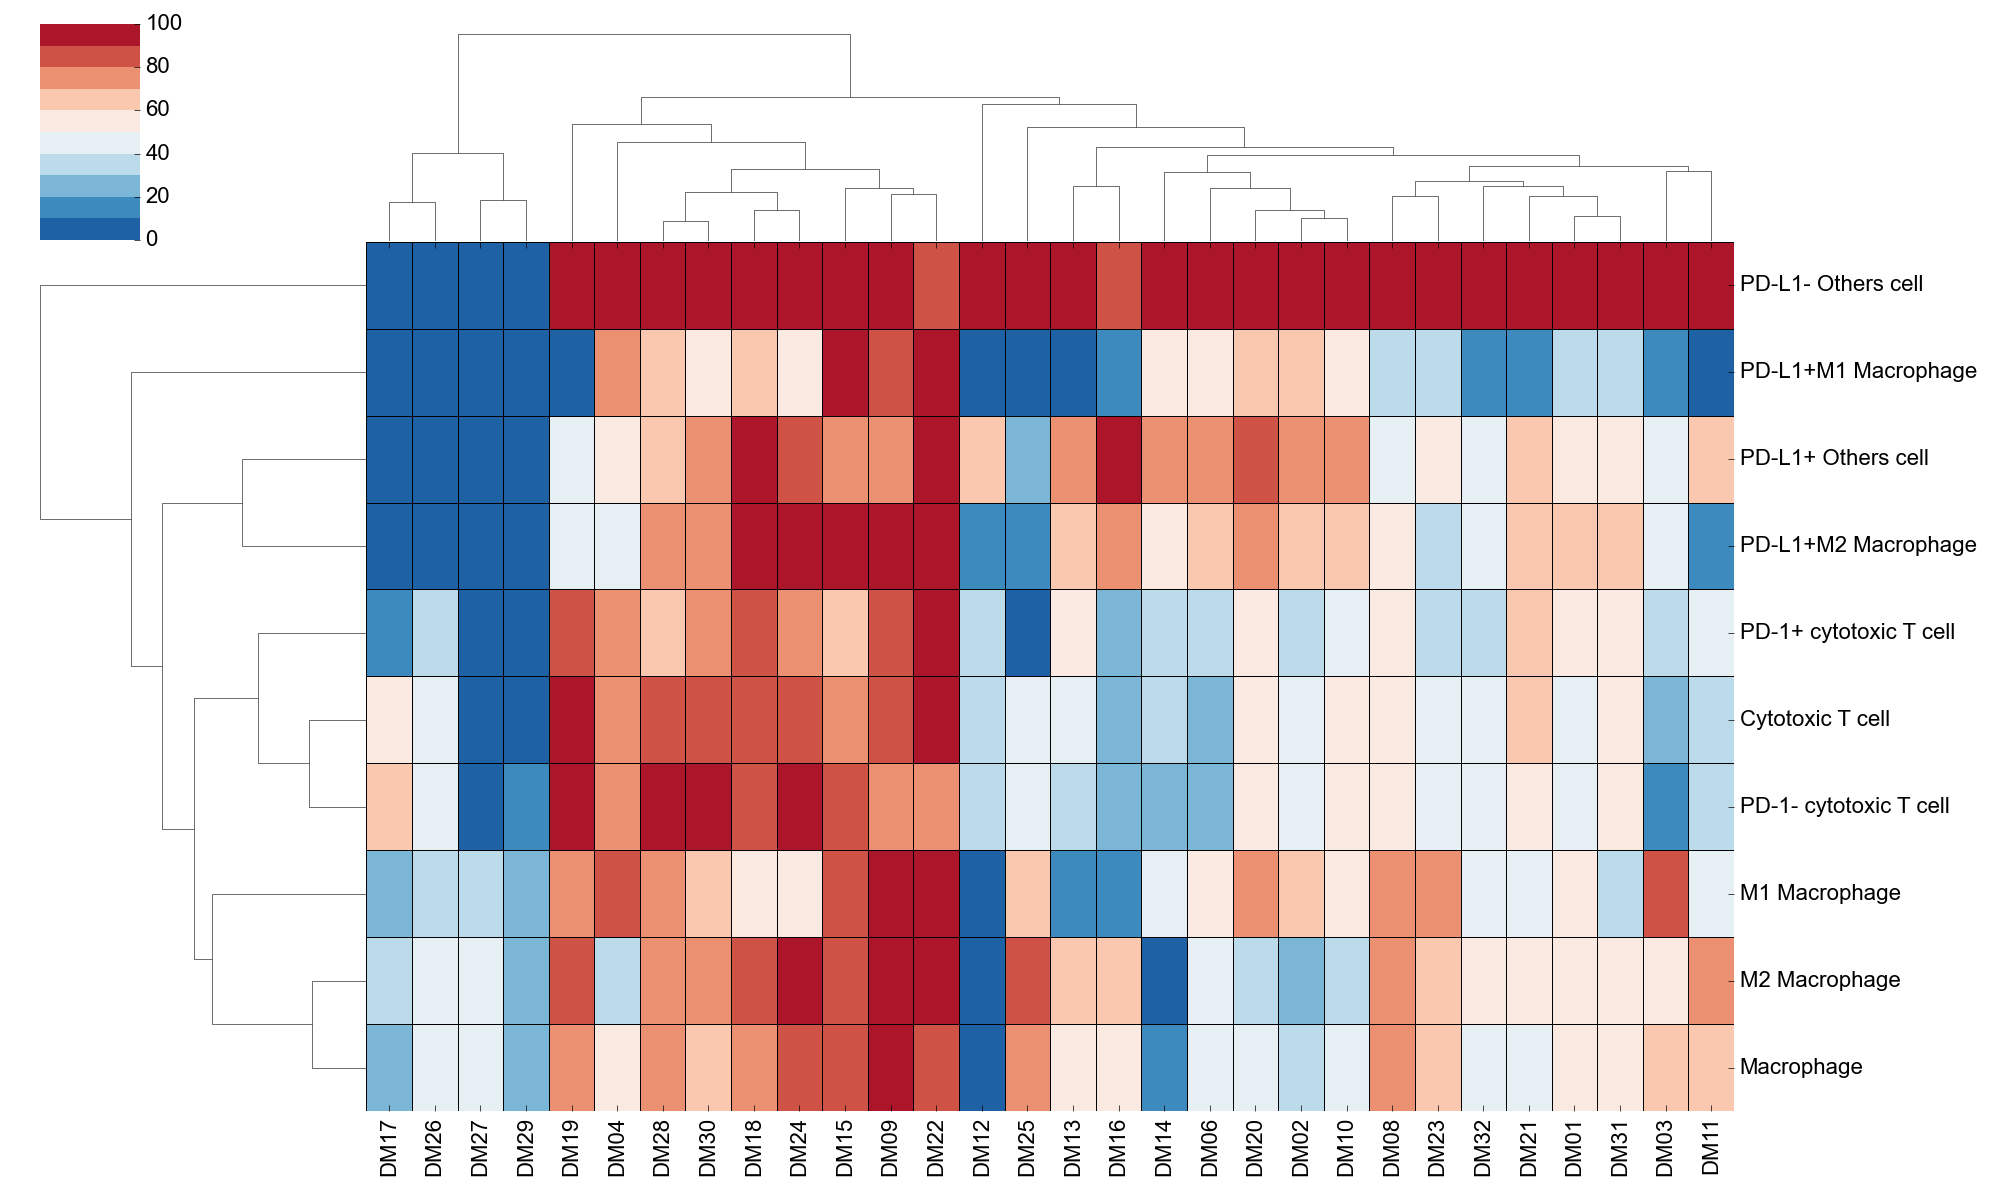 100
80
60
40
20
0
PD-L1- Others cell
PD-L1+M1 Macrophage
PD-L1+ Others cell
PD-L1+M2 Macrophage
PD-1+ cytotoxic T cell
Cytotoxic T cell
PD-1- cytotoxic T cell
M1 Macrophage
M2 Macrophage
Macrophage
DM17 DM26 DM27 DM29 DM19 DM04 DM28 DM30 DM18 DM24 DM15 DM09 DM22 DM12 DM25 DM13 DM16 DM14 DM06 DM20 DM02 DM10 DM08 DM23 DM32 DM21 DM01 DM31 DM03 DM11